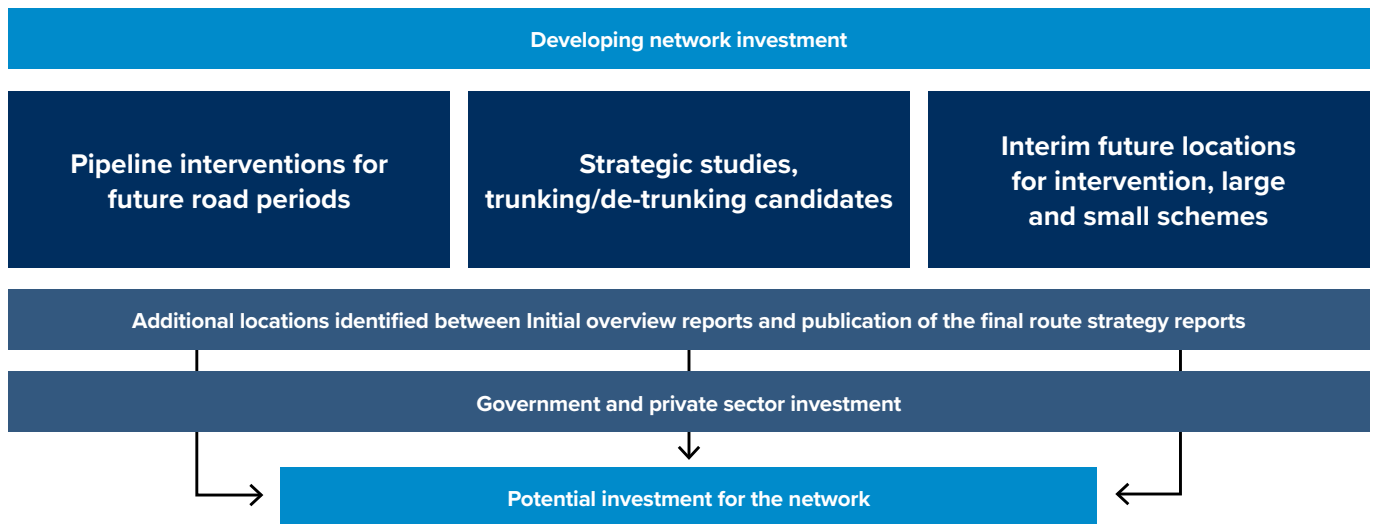 Developing network investment
Pipeline interventions for
future road periods
Strategic studies,
trunking/de-trunking candidates
Interim future locations
for intervention, large
and small schemes
Additional locations identified between Initial overview reports and publication of the final route strategy reports
Government and private sector investment
Potential investment for the network